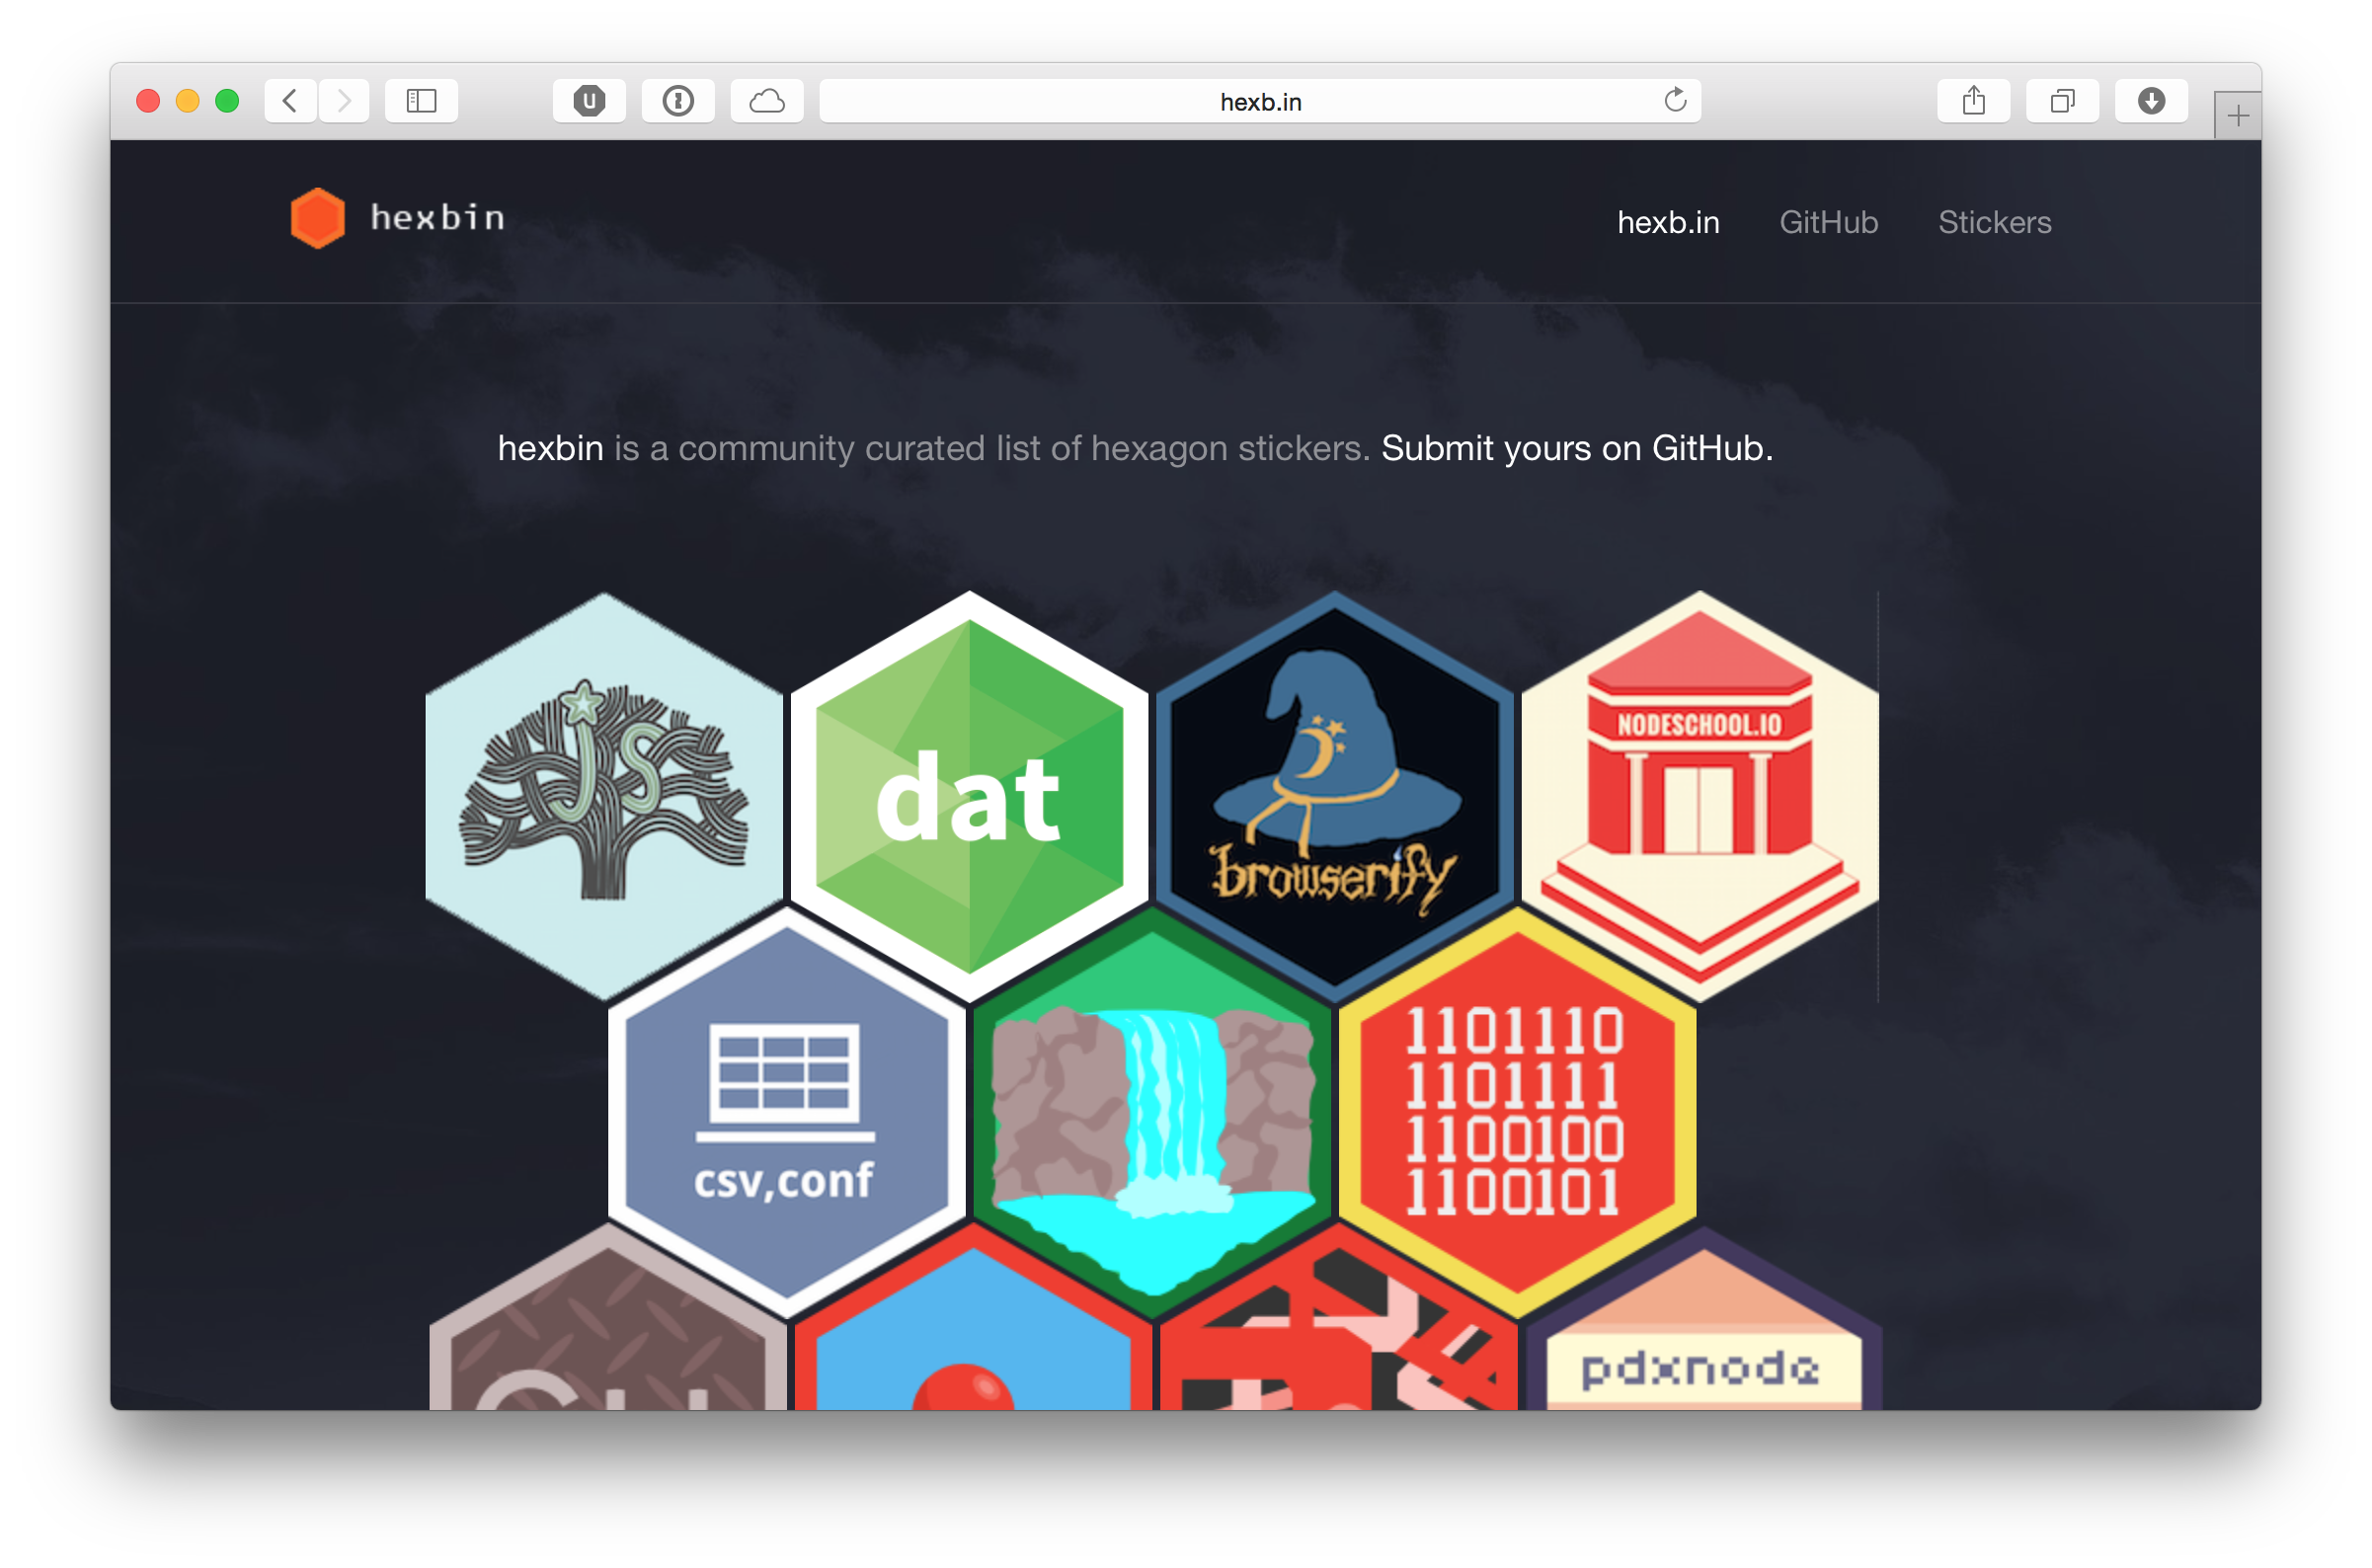 hexb.in
hexbin
hexb.in GitHub Stickers
hexbin is a community curated list of hexagon stickers. Submit yours on GitHub.
JS
dat
browserify
NODESCHOOL.IO
csv,conf
1101110
1101111
1100100
1100101
pdxnode